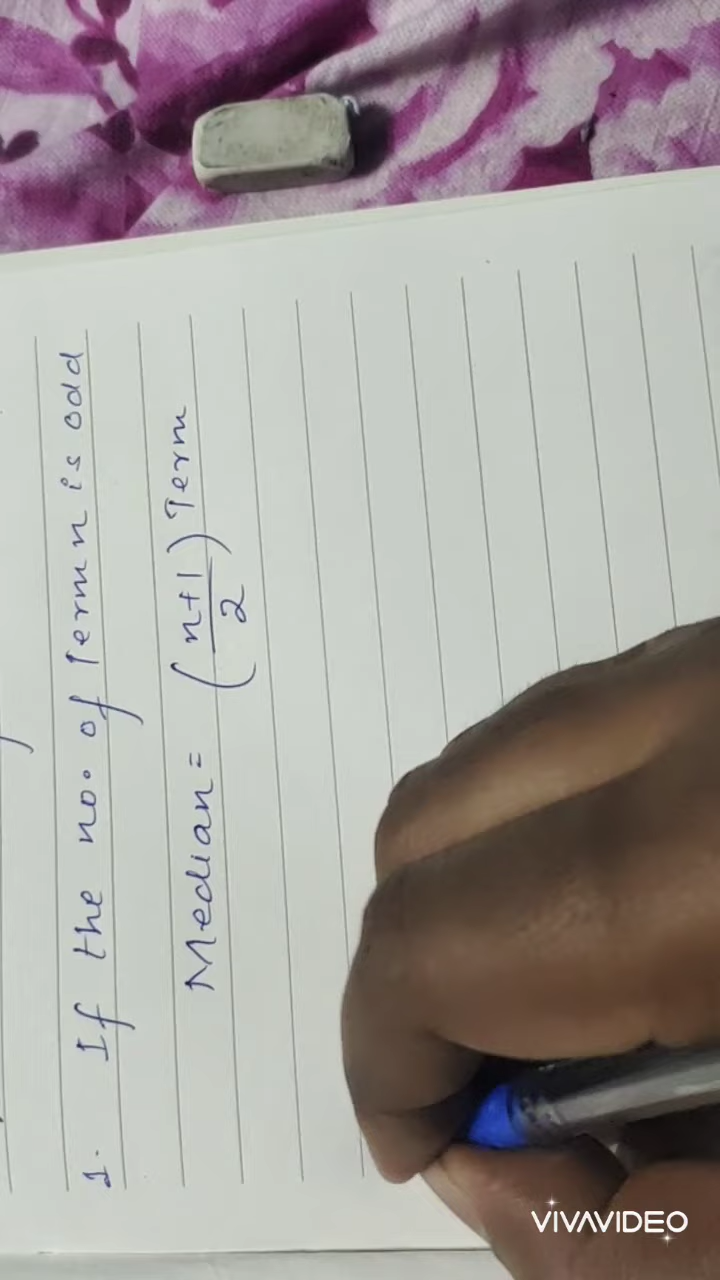 1. If the no. of Term n is odd
Median = (n+1/2) Term
VIVAVIDEO